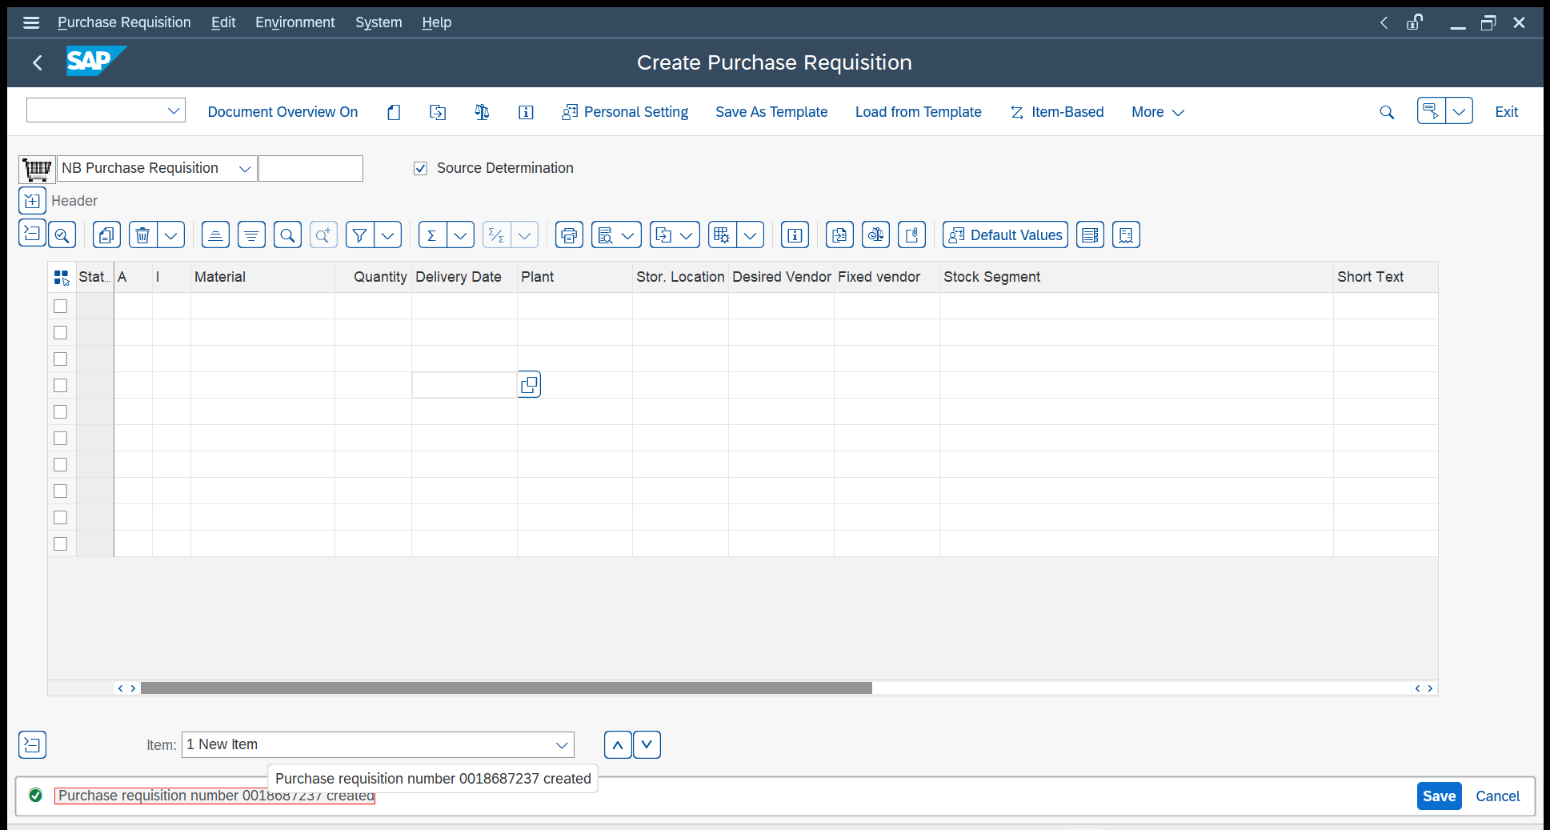 Purchase Requisition Edit Environment System Help
SAP Create Purchase Requisition
Document Overview On Personal Setting Save As Template Load from Template Item-Based More Exit
NB Purchase Requisition Source Determination
Header
Default Values
Stat... A I Material Quantity Delivery Date Plant Stor. Location Desired Vendor Fixed vendor Stock Segment Short Text
Item: 1 New Item
Purchase requisition number 0018687237 created
Purchase requisition number 0018687237 created Save Cancel